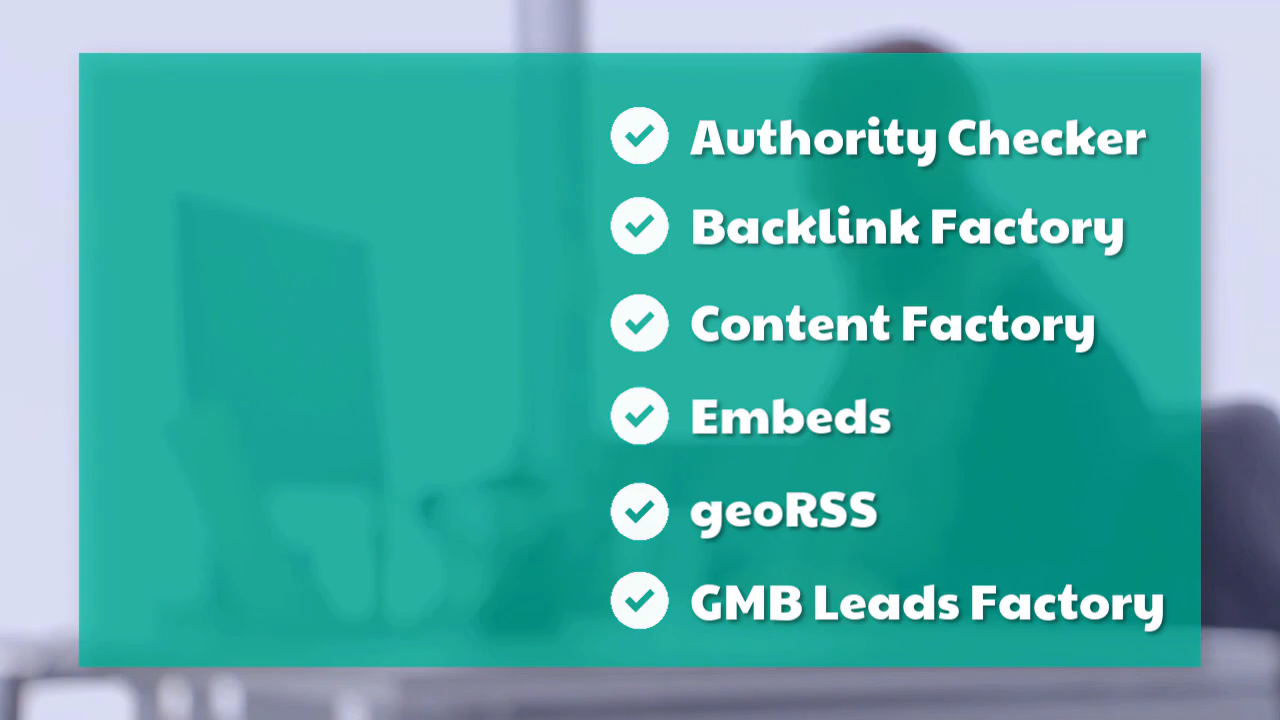 Authority Checker
Backlink Factory
Content Factory
Embeds
geoRSS
GMB Leads Factory